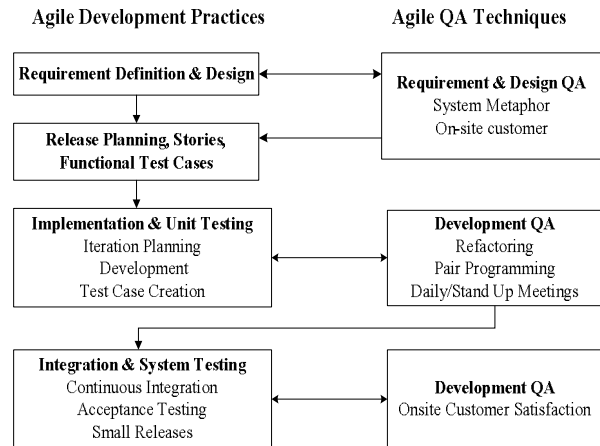 Agile Development Practices
Agile QA Techniques
Requirement Definition & Design
Requirement & Design QA
System Metaphor
On-site customer
Release Planning, Stories,
Functional Test Cases
Implementation & Unit Testing
Iteration Planning
Development
Test Case Creation
Development QA
Refactoring
Pair Programming
Daily/Stand Up Meetings
Integration & System Testing
Continuous Integration
Acceptance Testing
Small Releases
Development QA
Onsite Customer Satisfaction